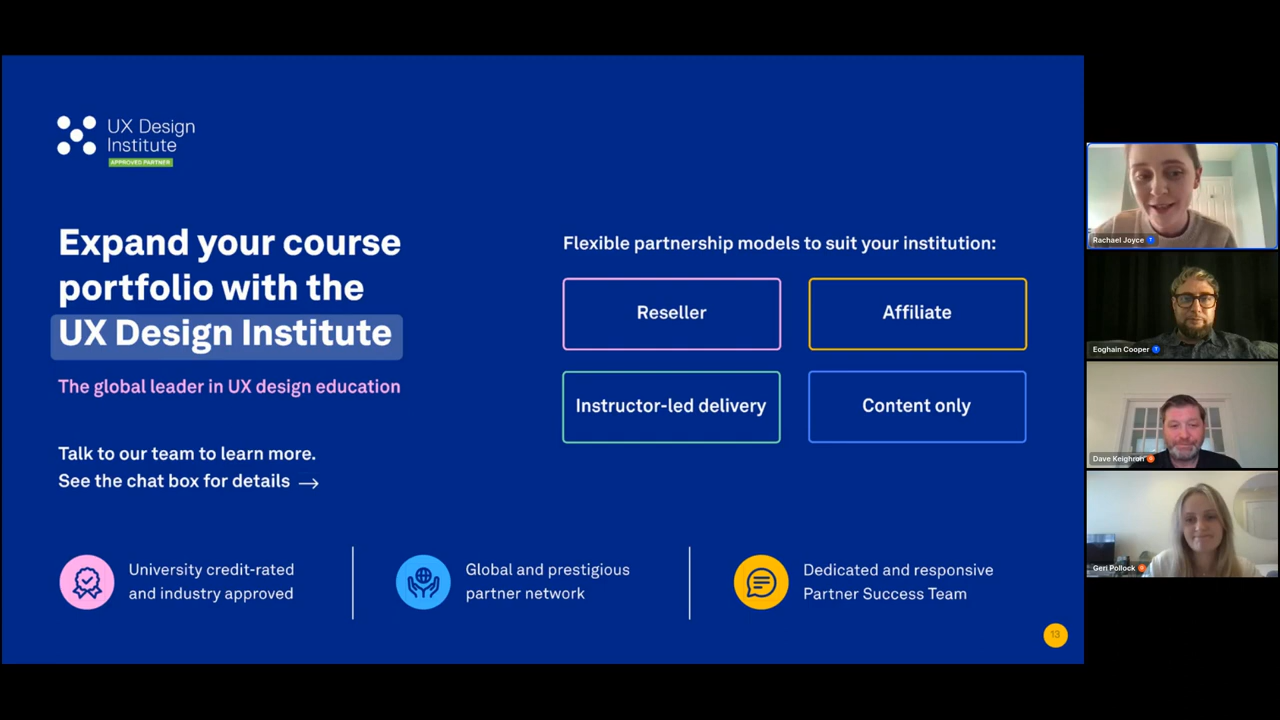 UX Design
Institute
APPROVED PARTNER
Expand your course
portfolio with the
UX Design Institute
The global leader in UX design education
Talk to our team to learn more.
See the chat box for details →
Flexible partnership models to suit your institution:
Reseller
Affiliate
Instructor-led delivery
Content only
University credit-rated
and industry approved
Global and prestigious
partner network
Dedicated and responsive
Partner Success Team
13
Rachael Joyce
Eoghain Cooper
Dave Keighron
Geri Pollock